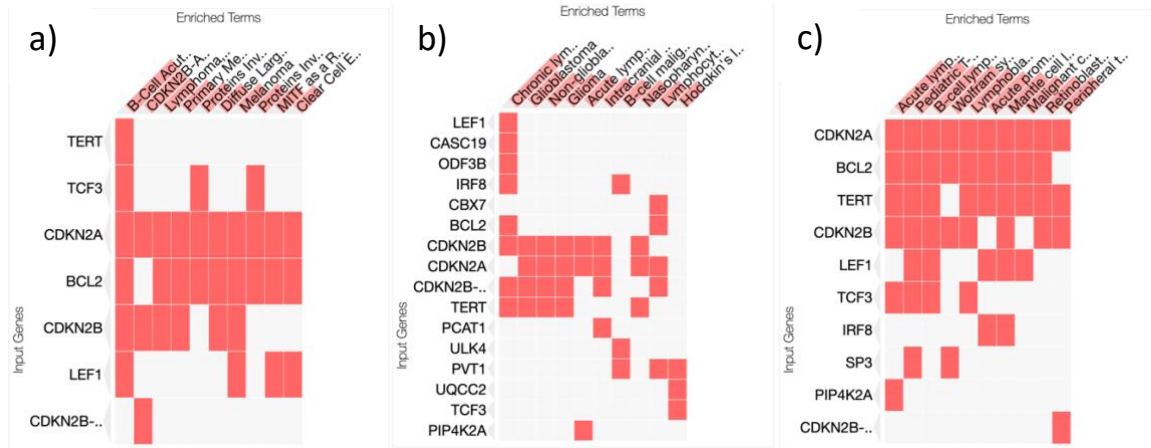 a)
Enriched Terms
B-Cell Acut..
CDKN2B-A..
Lymphoma,..
Primary Me..
Proteins Inv..
Diffuse Larg..
Melanoma
Proteins Inv..
MITF as a R..
Clear Cell E..
Input Genes
TERT
TCF3
CDKN2A
BCL2
CDKN2B
LEF1
CDKN2B-..
b)
Enriched Terms
Chronic lym..
Glioblastoma
Nonglioblas..
Glioma
Acute lymp..
Intracranial ..
B-cell malig..
Nasopharyn..
Lymphocyt..
Hodgkin's l..
Input Genes
LEF1
CASC19
ODF3B
IRF8
CBX7
BCL2
CDKN2B
CDKN2A
CDKN2B-..
TERT
PCAT1
ULK4
PVT1
UQCC2
TCF3
PIP4K2A
c)
Enriched Terms
Acute lymp..
Pediatric T..
B-cell lymp..
Wolfram sy..
Lymphobla..
Acute prom..
Mantle cell l..
Malignant c..
Retinoblast..
Peripheral t..
Input Genes
CDKN2A
BCL2
TERT
CDKN2B
LEF1
TCF3
IRF8
SP3
PIP4K2A
CDKN2B-..